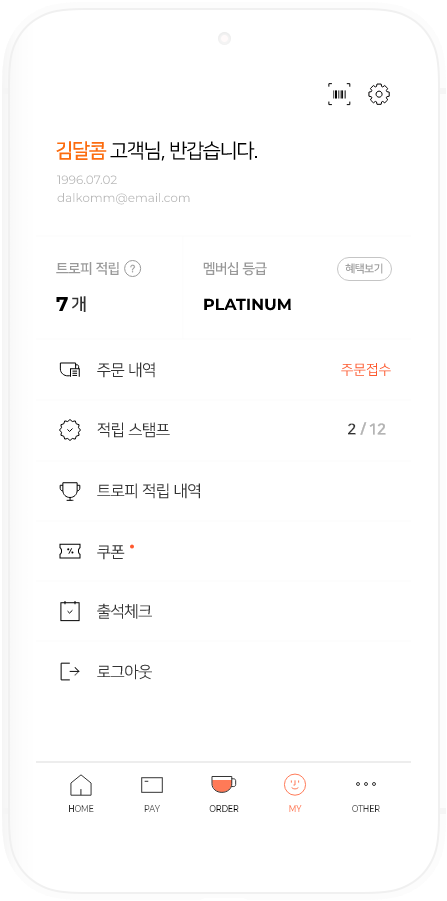 김달콤 고객님, 반갑습니다.
1996.07.02
dalkomm@email.com
트로피 적립 ?
멤버십 등급
혜택보기
7 개
PLATINUM
주문 내역
주문접수
적립 스탬프
2 / 12
트로피 적립 내역
쿠폰
출석체크
로그아웃
HOME
PAY
ORDER
MY
OTHER